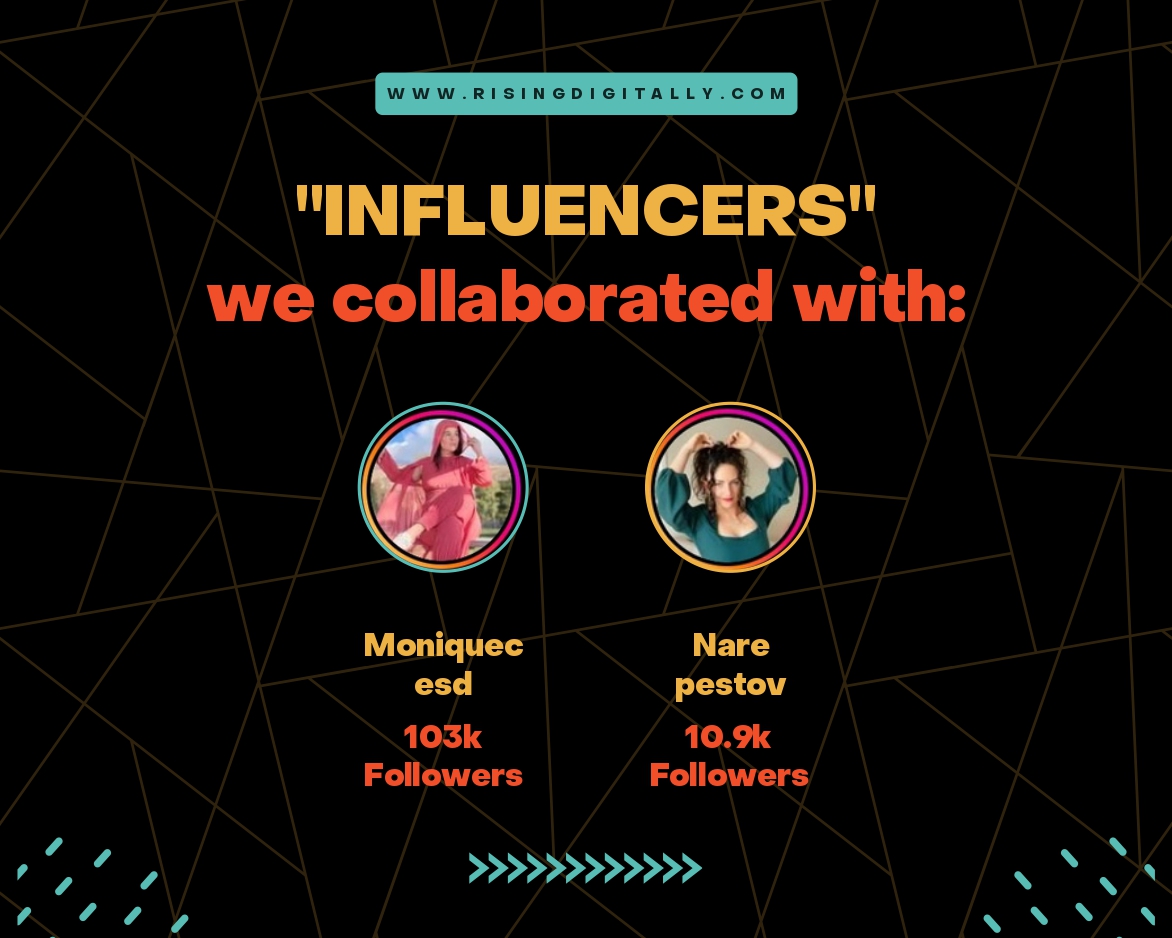 WWW.RISINGDIGITALLY.COM
"INFLUENCERS"
we collaborated with:
Moniquec
esd
103k
Followers
Nare
pestov
10.9k
Followers